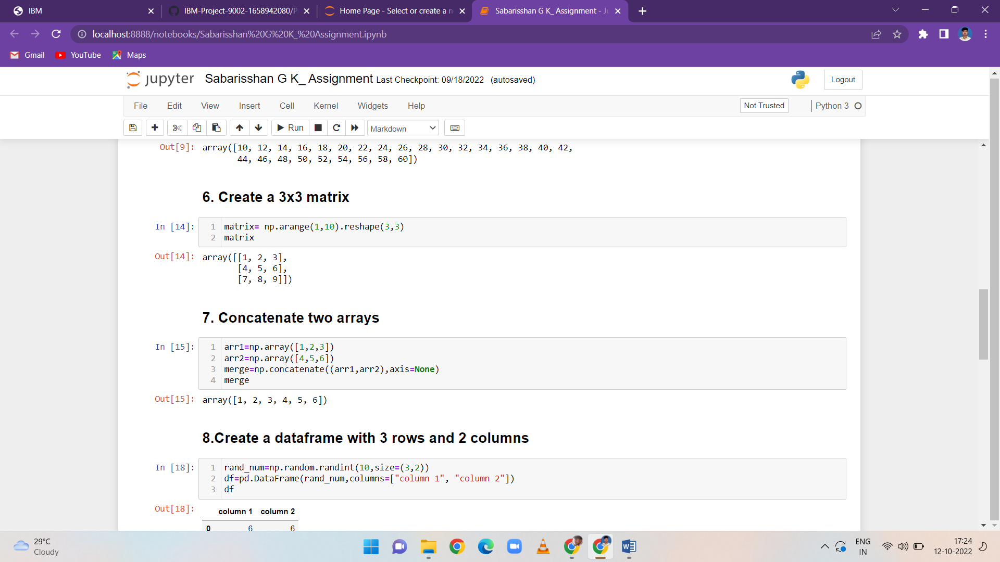 IBM
IBM-Project-9002-1658942080/P
Home Page - Select or create a n
Sabarisshan G K_ Assignment - Ju
localhost:8888/notebooks/Sabarisshan%20G%20K_%20Assignment.ipynb
Gmail YouTube Maps
jupyter Sabarisshan G K_ Assignment Last Checkpoint: 09/18/2022 (autosaved)
Logout
File Edit View Insert Cell Kernel Widgets Help
Not Trusted
Python 3
Run
Markdown
Out[9]: array([10, 12, 14, 16, 18, 20, 22, 24, 26, 28, 30, 32, 34, 36, 38, 40, 42,
44, 46, 48, 50, 52, 54, 56, 58, 60])
6. Create a 3x3 matrix
In [14]: 1 matrix= np.arange(1,10).reshape(3,3)
2 matrix
Out[14]: array([[1, 2, 3],
[4, 5, 6],
[7, 8, 9]])
7. Concatenate two arrays
In [15]: 1 arr1=np.array([1,2,3])
2 arr2=np.array([4,5,6])
3 merge=np.concatenate((arr1,arr2),axis=None)
4 merge
Out[15]: array([1, 2, 3, 4, 5, 6])
8.Create a dataframe with 3 rows and 2 columns
In [18]: 1 rand_num=np.random.randint(10,size=(3,2))
2 df=pd.DataFrame(rand_num,columns=["column 1", "column 2"])
3 df
Out[18]: column 1 column 2
0 6 6
29°C
Cloudy
ENG
IN
17:24
12-10-2022